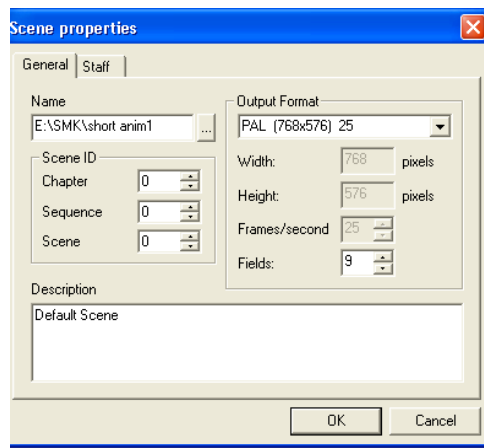 Scene properties
General Staff
Name
E:\SMK\short anim1 ...
Scene ID
Chapter 0
Sequence 0
Scene 0
Output Format
PAL (768x576) 25
Width: 768 pixels
Height: 576 pixels
Frames/second 25
Fields: 9
Description
Default Scene
OK Cancel